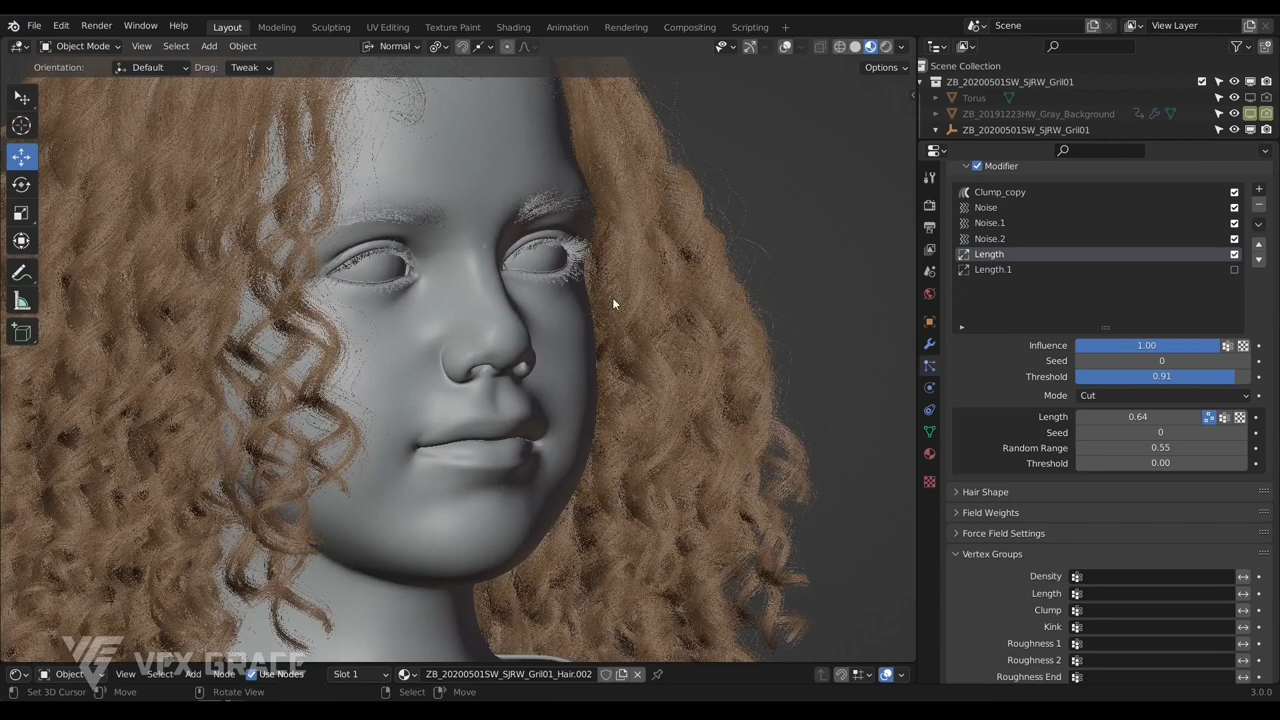 File Edit Render Window Help Layout Modeling Sculpting UV Editing Texture Paint Shading Animation Rendering Compositing Scripting + Scene View Layer
Object Mode View Select Add Object Normal Options
Orientation: Default Drag: Tweak
Scene Collection
ZB_20200501SW_SJRW_Gril01
Torus
ZB_20191223HW_Gray_Background
ZB_20200501SW_SJRW_Gril01
Modifier
Clump_copy
Noise
Noise.1
Noise.2
Length
Length.1
Influence 1.00
Seed 0
Threshold 0.91
Mode Cut
Length 0.64
Seed 0
Random Range 0.55
Threshold 0.00
Hair Shape
Field Weights
Force Field Settings
Vertex Groups
Density
Length
Clump
Kink
Roughness 1
Roughness 2
Roughness End
VFX GRACE
Object View Select Add Node Use Nodes Slot 1 ZB_20200501SW_SJRW_Gril01_Hair.002
Set 3D Cursor Move Rotate View Select Move 3.0.0